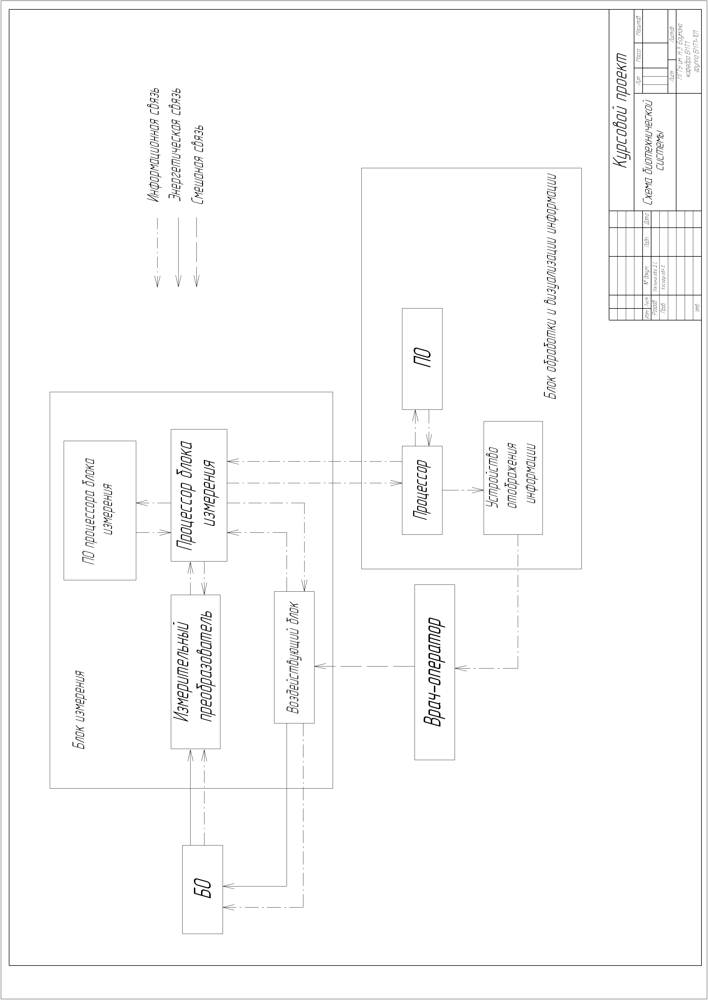 Блок измерения
ПО процессора блока
измерения
Измерительный
преобразователь
Процессор блока
измерения
БО
Воздействующий блок
Информационная связь
Энергетическая связь
Смешаная связь
Врач-оператор
Процессор
ПО
Устройство
отображения
информации
Блок обработки и визуализации информации
Курсовой проект
Схема биотехнической
системы
Лит
Масса
Масштаб
Лист
Листов
МГТУ им. Н.Э. Баумана
кафедра БМТ1
группа БМТ1-101
Изм
Лист
№ докум
Подп
Дата
Разраб
Мельникова Д.С.
Пров
Косоруков А.Е
Утв